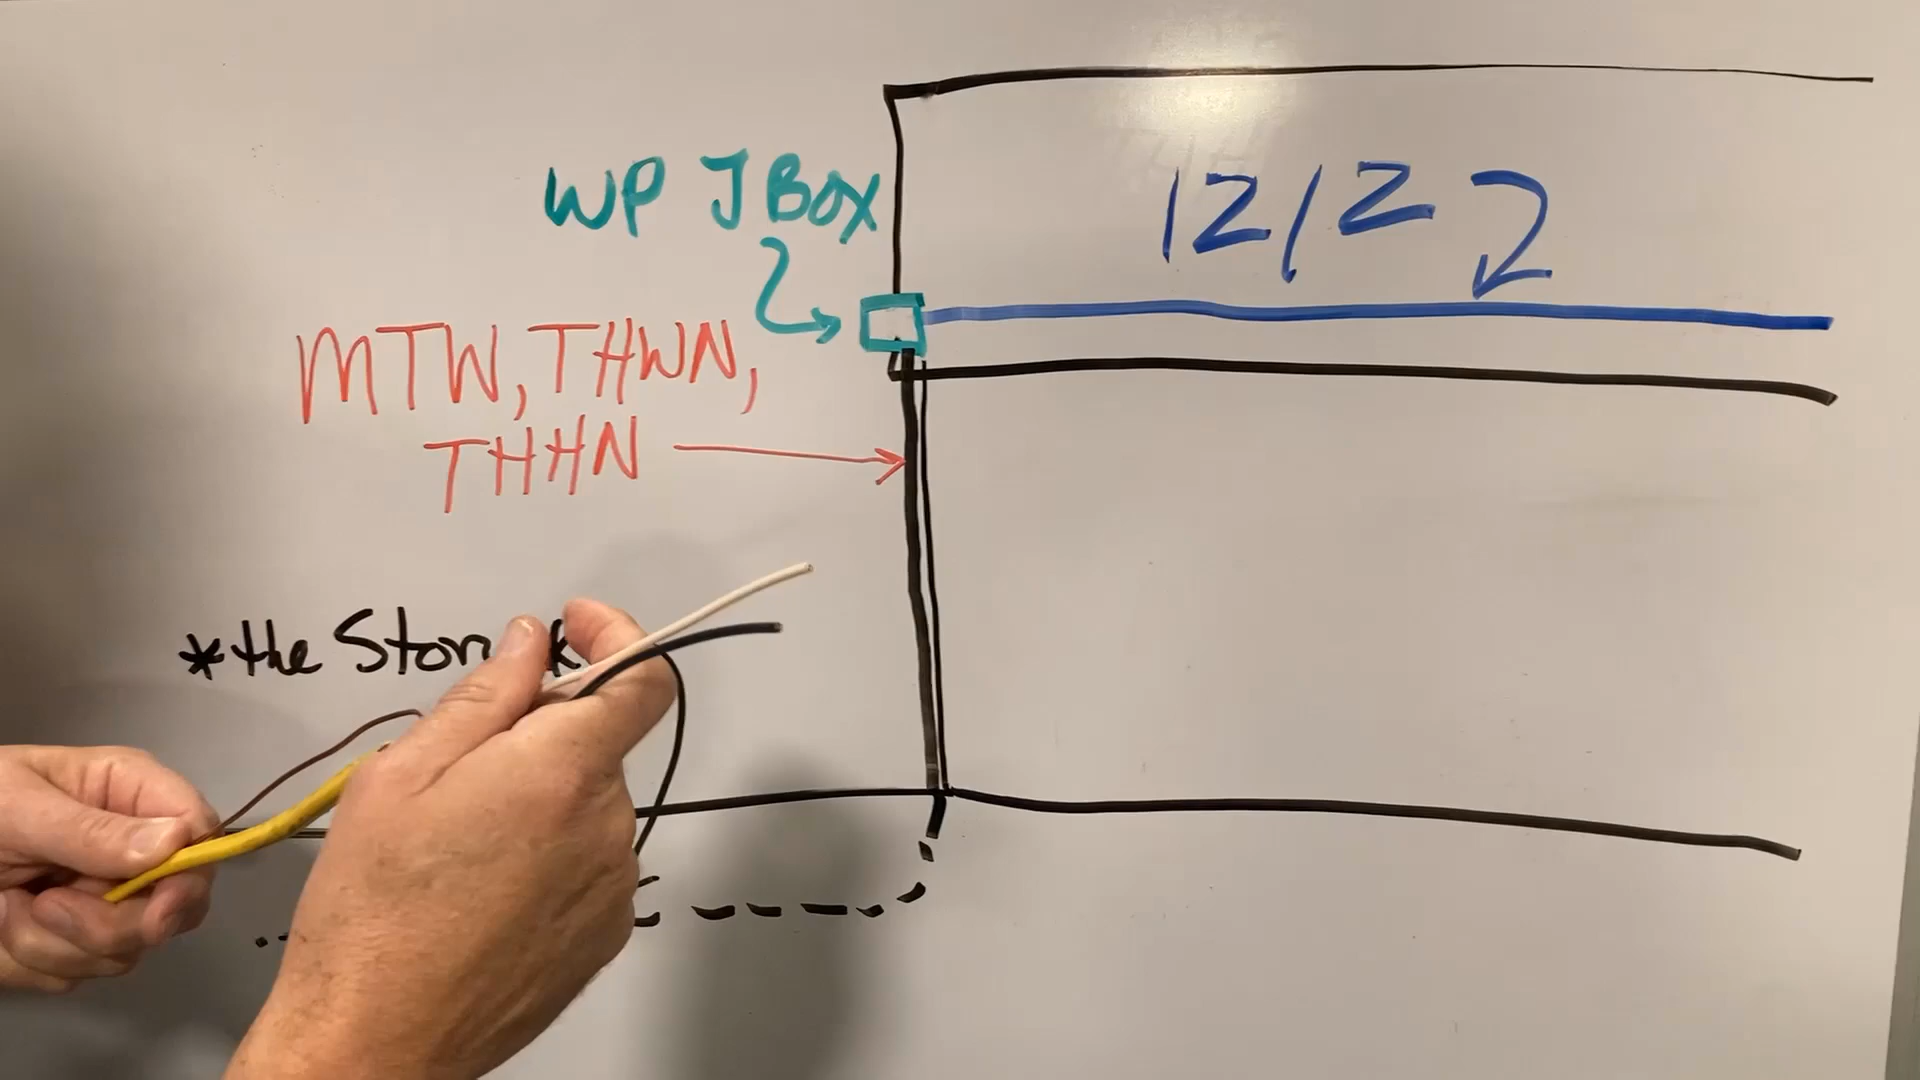 WP J BOX
12/2
MTW, THWN,
THHN
*the